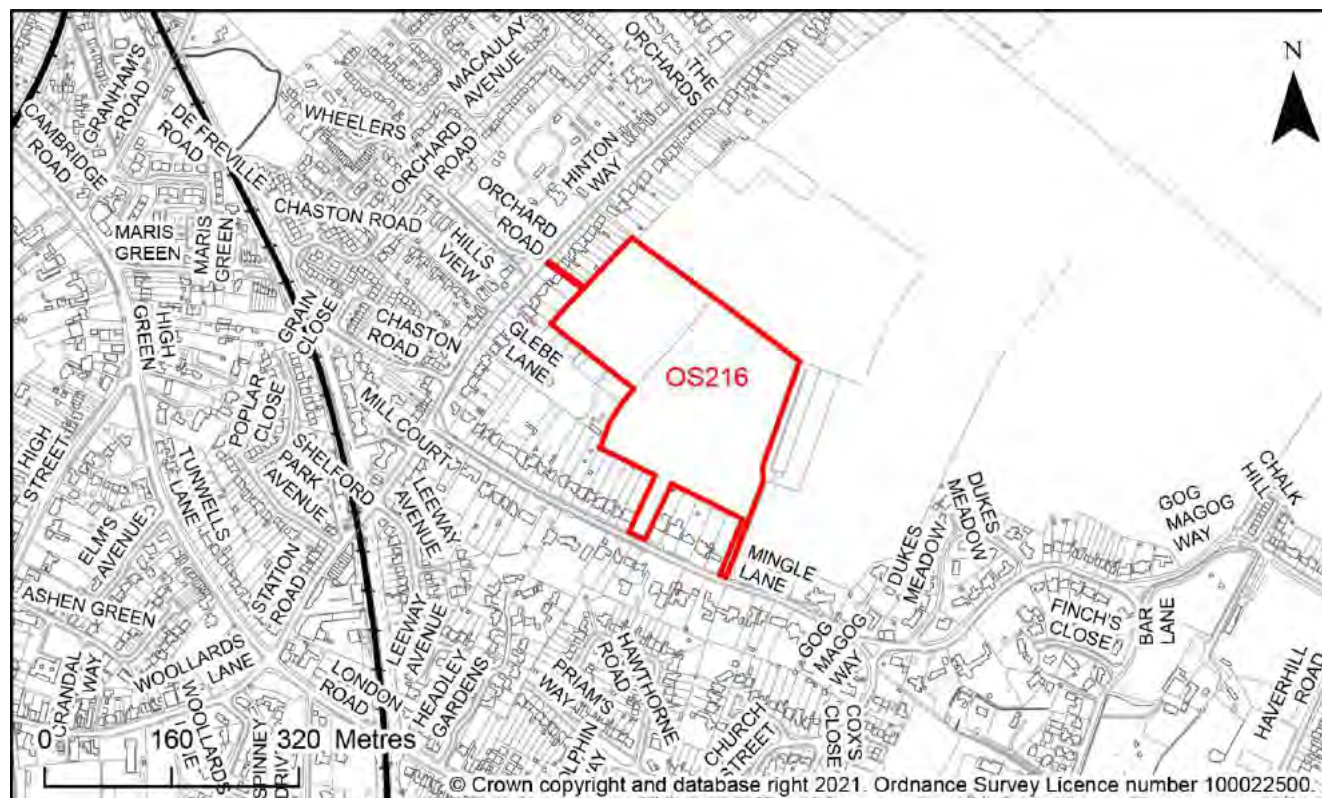 N
THE
ORCHARDS
MACAULAY
AVENUE
WHEELERS
GRANHAM'S
ROAD
CAMBRIDGE
ROAD
DE FREVILLE
ROAD
ORCHARD
ROAD
HINTON
WAY
ORCHARD
ROAD
CHASTON ROAD
MARIS
GREEN
MARIS
GREEN
HILLS
VIEW
HIGH
GREEN
GRAIN
CLOSE
CHASTON
ROAD
GLEBE
LANE
OS216
POPLAR
CLOSE
MILL COURT
HIGH
STREET
SHELFORD
PARK
AVENUE
TUNWELLS
LANE
LEEWAY
AVENUE
ELM'S
AVENUE
STATION
ROAD
ASHEN GREEN
WOOLLARDS
LANE
GRANDAL
WAY
WOOLLARDS
LONDON
ROAD
LEEWAY
AVENUE
HEADLEY
GARDENS
SPINNEY
DRIVE
MINGLE
LANE
DUKES
MEADOW
DUKES
MEADOW
GOG
MAGOG
WAY
CHALK
HILL
GOG
MAGOG
WAY
FINCH'S
CLOSE
BAR
LANE
HAVERHILL
ROAD
HAWTHORNE
ROAD
PRIAM'S
WAY
CHURCH
STREET
COX'S
CLOSE
0 160 320 Metres
© Crown copyright and database right 2021. Ordnance Survey Licence number 100022500.